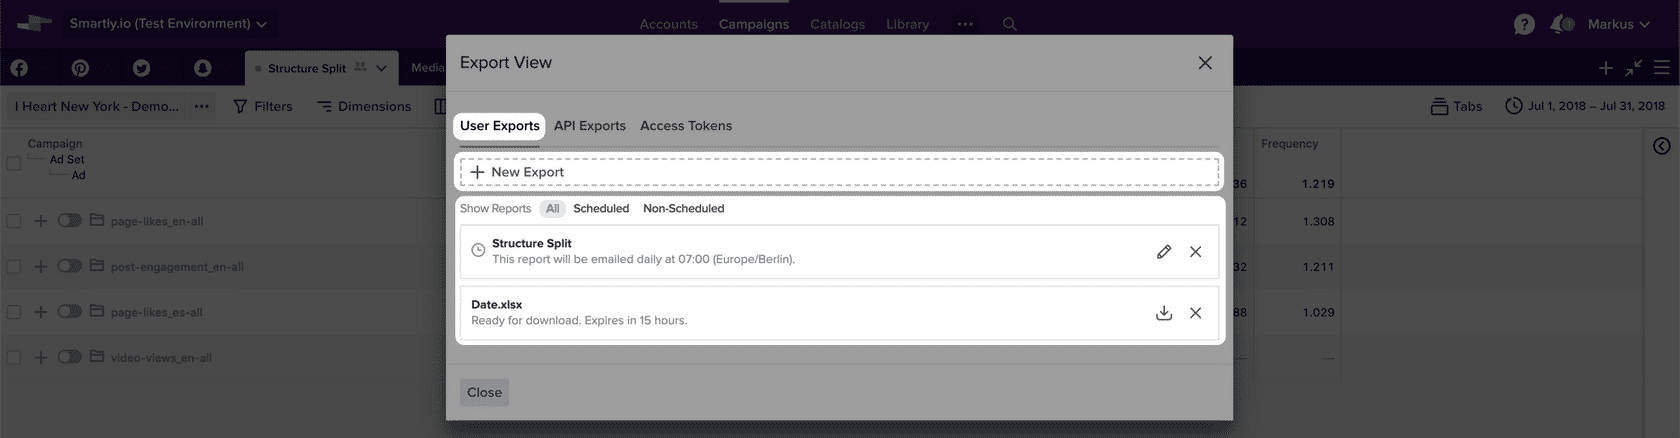 Smartly.io (Test Environment)
Accounts Campaigns Catalogs Library
Markus
Structure Split
Media
Export View
I Heart New York - Demo...
Filters
Dimensions
Tabs
Jul 1, 2018 – Jul 31, 2018
User Exports API Exports Access Tokens
Campaign
Ad Set
Ad
Frequency
New Export
36 1.219
Show Reports All Scheduled Non-Scheduled
page-likes_en-all
12 1.308
Structure Split
This report will be emailed daily at 07:00 (Europe/Berlin).
post-engagement_en-all
32 1.211
Date.xlsx
Ready for download. Expires in 15 hours.
page-likes_es-all
88 1.029
video-views_en-all
— —
Close